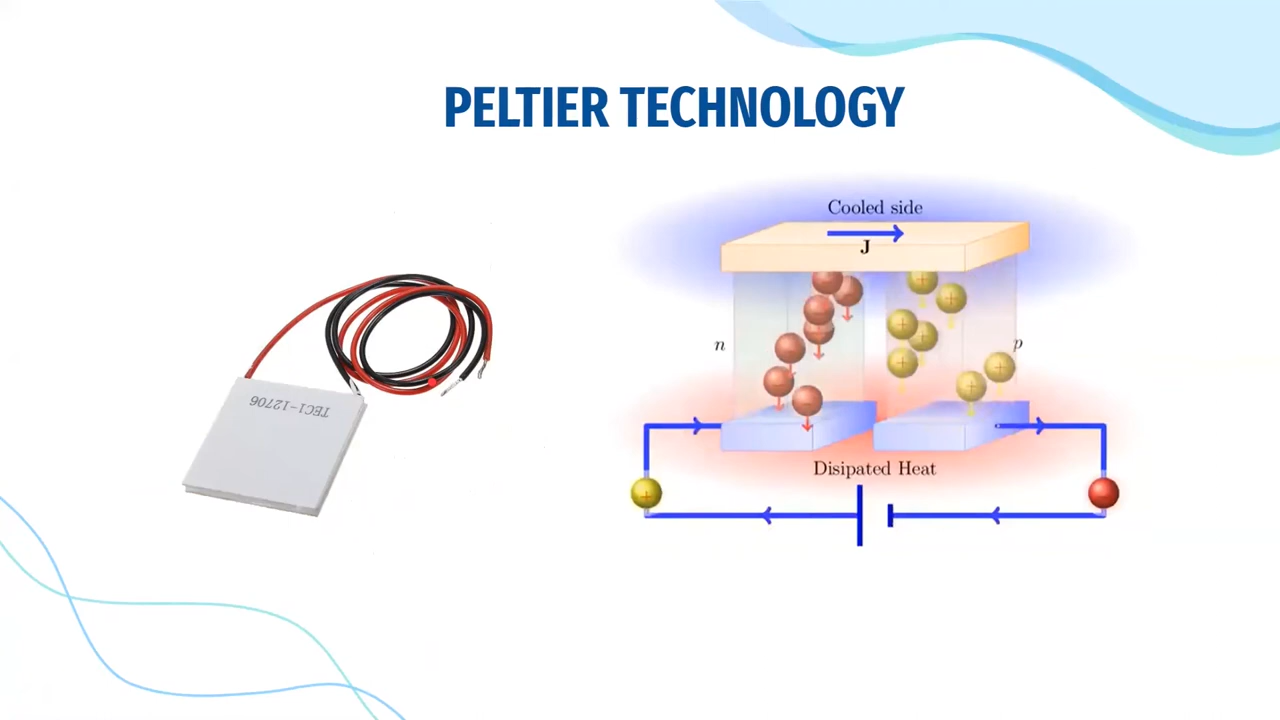 PELTIER TECHNOLOGY
Cooled side
J
TEC1-12706
n
p
Disipated Heat